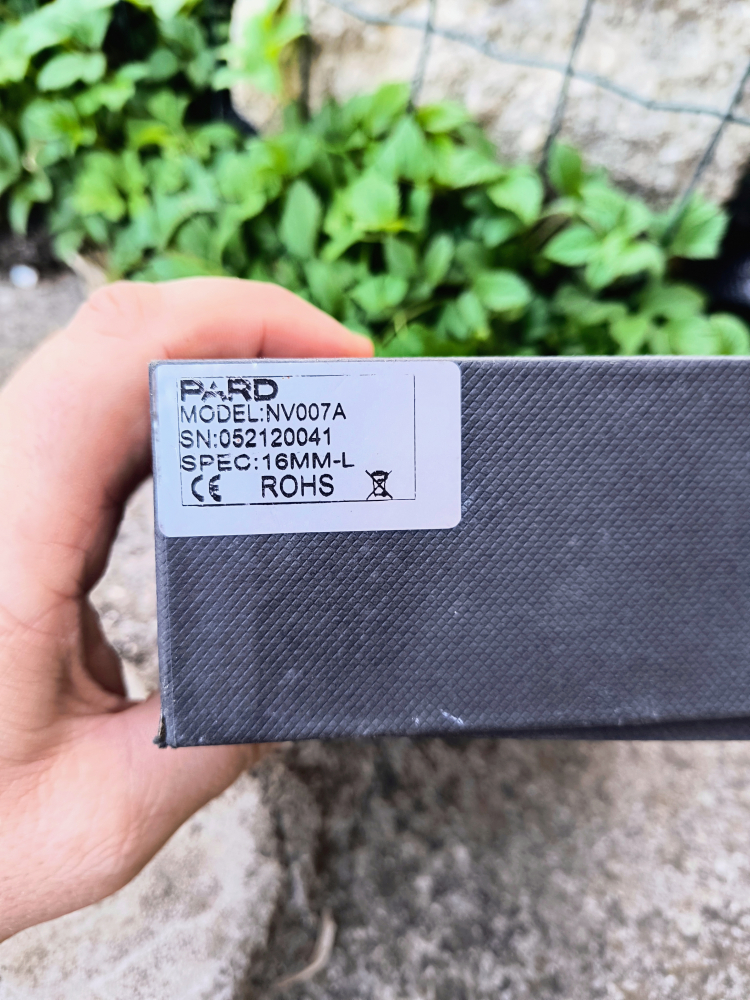 PARD
MODEL:NV007A
SN:052120041
SPEC:16MM-L
CE ROHS